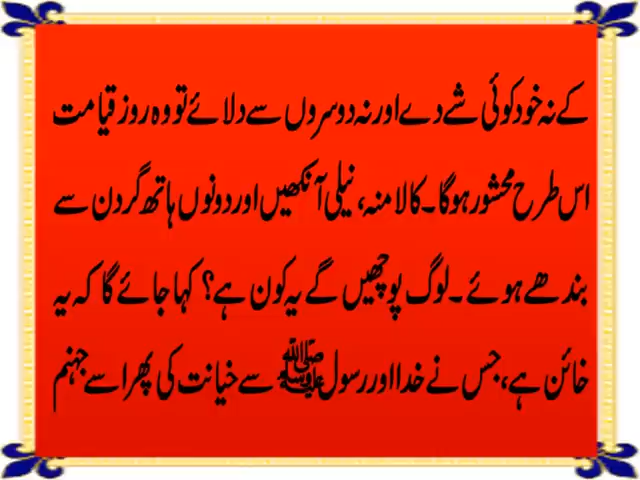 کے نہ خود کوئی شے دے اور نہ دوسروں سے دلائے تو وہ روز قیامت
اس طرح محشور ہوگا۔ کالا منہ، نیلی آنکھیں اور دونوں ہاتھ گردن سے
بندھے ہوئے۔ لوگ پوچھیں گے یہ کون ہے؟ کہا جائے گا کہ یہ
خائن ہے، جس نے خدا اور رسول ﷺ سے خیانت کی پھر اسے جہنم